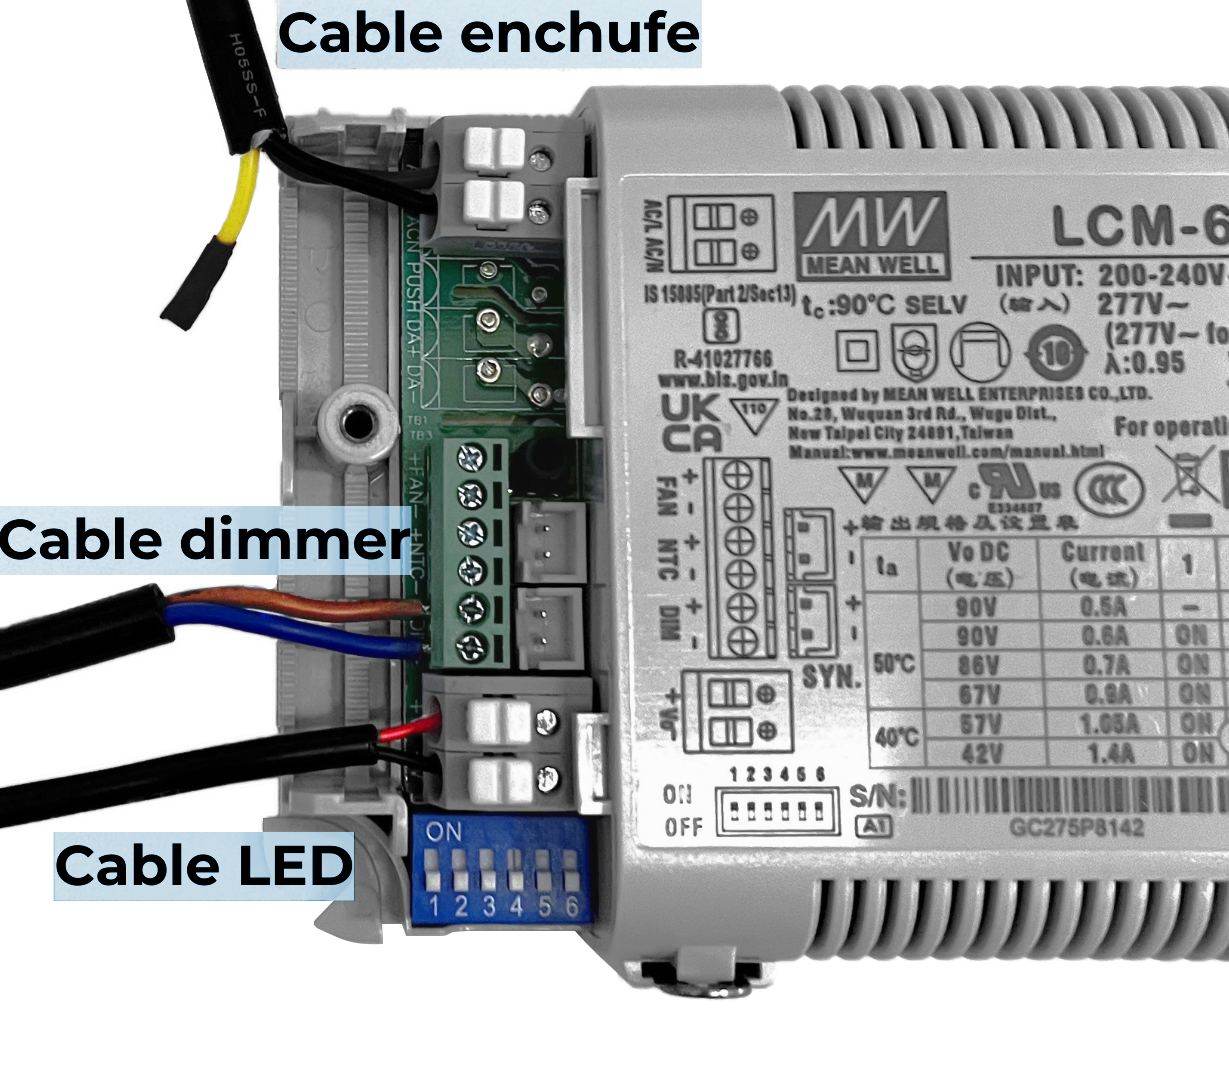 Cable enchufe
H05SS-F
ACN PUSH DA+ DA-
TB1
TB3
+FAN- +NTC-
Cable dimmer
Cable LED
ON
1 2 3 4 5 6
AC/L AC/N
MW
MEAN WELL
LCM-6
INPUT: 200-240V
(输入) 277V~
(277V~ fo
λ:0.95
IS 15885(Part 2/Sec13)
tc:90°C SELV
R-41027766
www.bis.gov.in
10
UK
CA
110
Designed by MEAN WELL ENTERPRISES CO.,LTD.
No.28, Wuquan 3rd Rd., Wugu Dist.,
New Taipei City 24891,Taiwan
Manual:www.meanwell.com/manual.html
For operati
M
M
c RU US
E334687
CCC
+ FAN - + NTC - + DIM -
+ -
+ -
SYN.
输出规格及设置表
ta
Vo DC
(电压)
Current
(电流)
1
50°C
90V 0.5A –
90V 0.6A ON
86V 0.7A ON
67V 0.9A ON
40°C
57V 1.05A ON
42V 1.4A ON
+Vo-
1 2 3 4 5 6
ON
OFF
S/N:
A1
GC275P8142